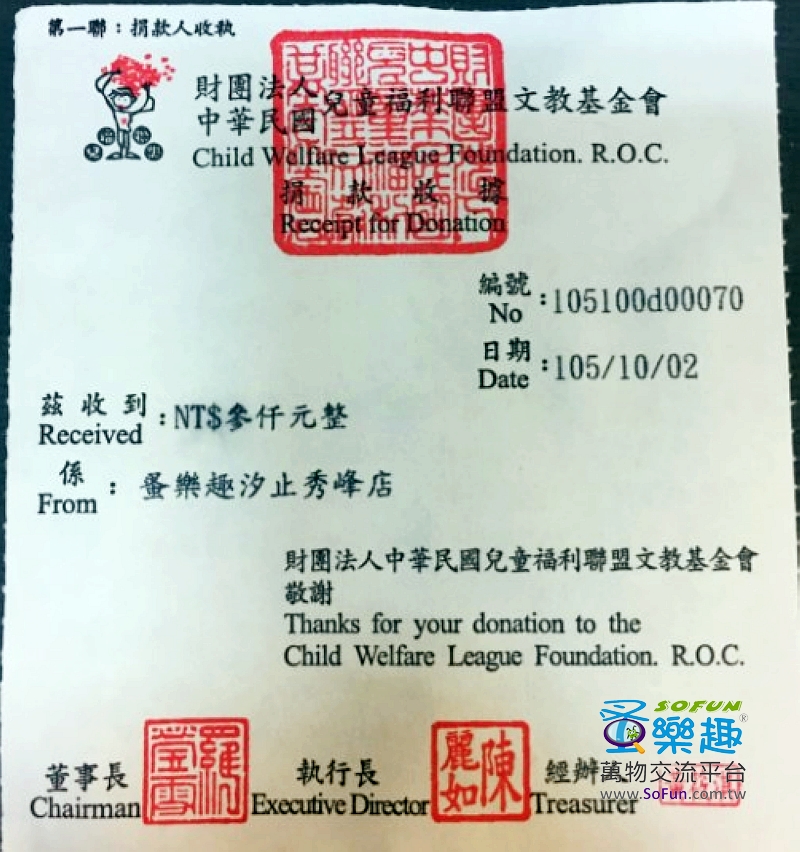 第一聯：捐款人收執
財團法人
中華民國兒童福利聯盟文教基金會
Child Welfare League Foundation. R.O.C.
捐款收據
Receipt for Donation
編號
No :105100d00070
日期
Date :105/10/02
茲收到
Received :NT$參仟元整
係
From : 蚤樂趣汐止秀峰店
財團法人中華民國兒童福利聯盟文教基金會
敬謝
Thanks for your donation to the
Child Welfare League Foundation. R.O.C.
SOFUN
蚤樂趣®
萬物交流平台
www.SoFun.com.tw
董事長
Chairman
執行長
Executive Director
陳麗如
經辦
Treasurer